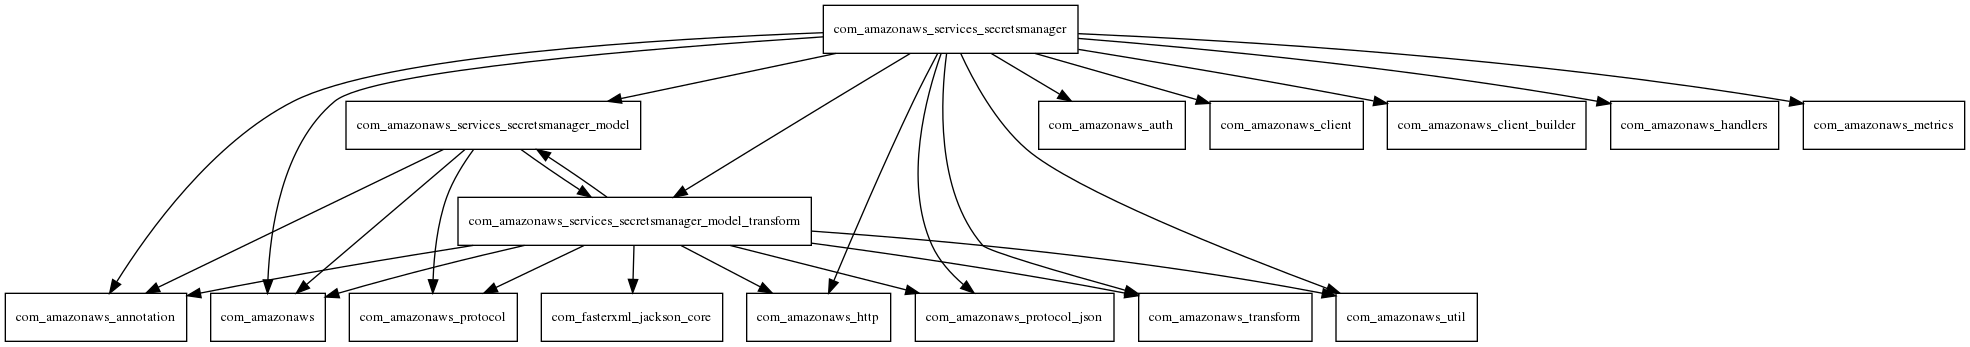 com_amazonaws_services_secretsmanager
com_amazonaws_services_secretsmanager_model
com_amazonaws_auth
com_amazonaws_client
com_amazonaws_client_builder
com_amazonaws_handlers
com_amazonaws_metrics
com_amazonaws_services_secretsmanager_model_transform
com_amazonaws_annotation
com_amazonaws
com_amazonaws_protocol
com_fasterxml_jackson_core
com_amazonaws_http
com_amazonaws_protocol_json
com_amazonaws_transform
com_amazonaws_util